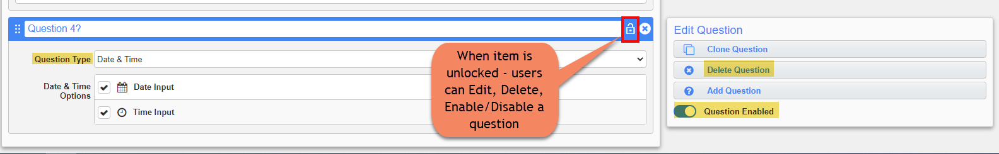 Question 4?
Question Type
Date & Time
Date & Time
Options
Date Input
Time Input
When item is
unlocked - users
can Edit, Delete,
Enable/Disable a
question
Edit Question
Clone Question
Delete Question
Add Question
Question Enabled